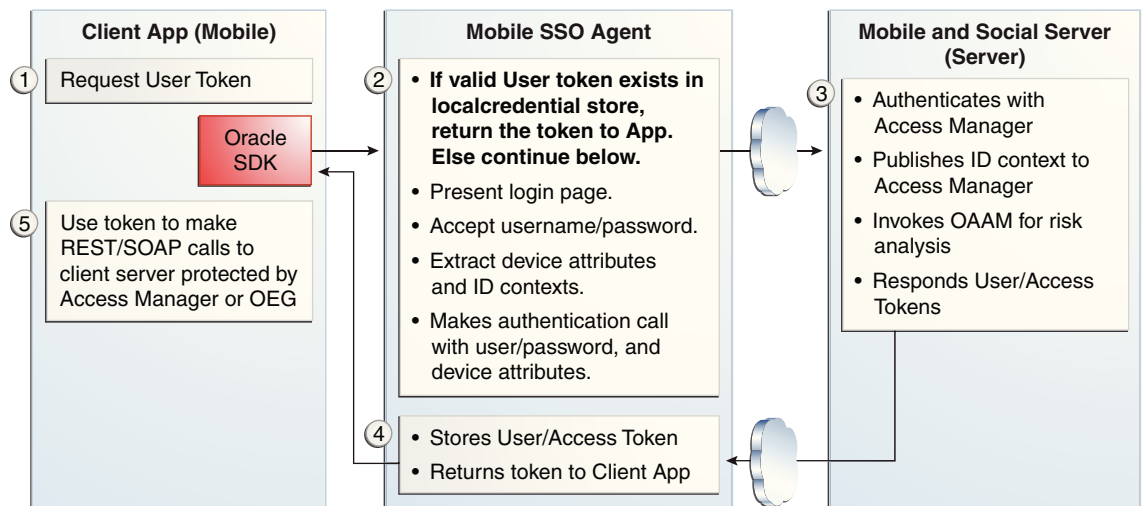 Client App (Mobile)
1
Request User Token
Oracle
SDK
5
Use token to make
REST/SOAP calls to
client server protected by
Access Manager or OEG
Mobile SSO Agent
2
• If valid User token exists in
localcredential store,
return the token to App.
Else continue below.
• Present login page.
• Accept username/password.
• Extract device attributes
and ID contexts.
• Makes authentication call
with user/password, and
device attributes.
4
• Stores User/Access Token
• Returns token to Client App
Mobile and Social Server
(Server)
3
• Authenticates with
Access Manager
• Publishes ID context to
Access Manager
• Invokes OAAM for risk
analysis
• Responds User/Access
Tokens